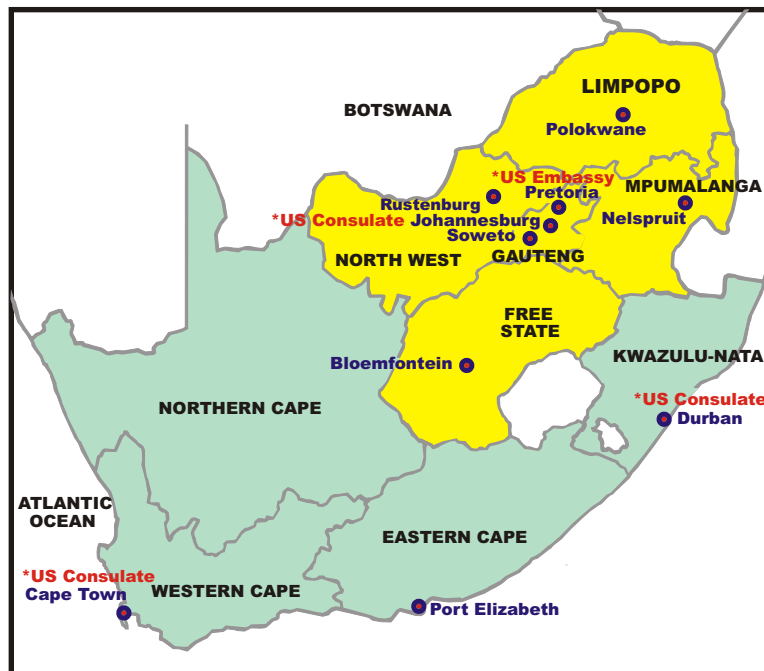 LIMPOPO
BOTSWANA
Polokwane
*US Embassy
MPUMALANGA
Pretoria
Rustenburg
*US Consulate Johannesburg
Nelspruit
Soweto
NORTH WEST
GAUTENG
FREE
STATE
Bloemfontein
KWAZULU-NATA
*US Consulate
NORTHERN CAPE
Durban
ATLANTIC
OCEAN
EASTERN CAPE
*US Consulate
Cape Town
WESTERN CAPE
Port Elizabeth